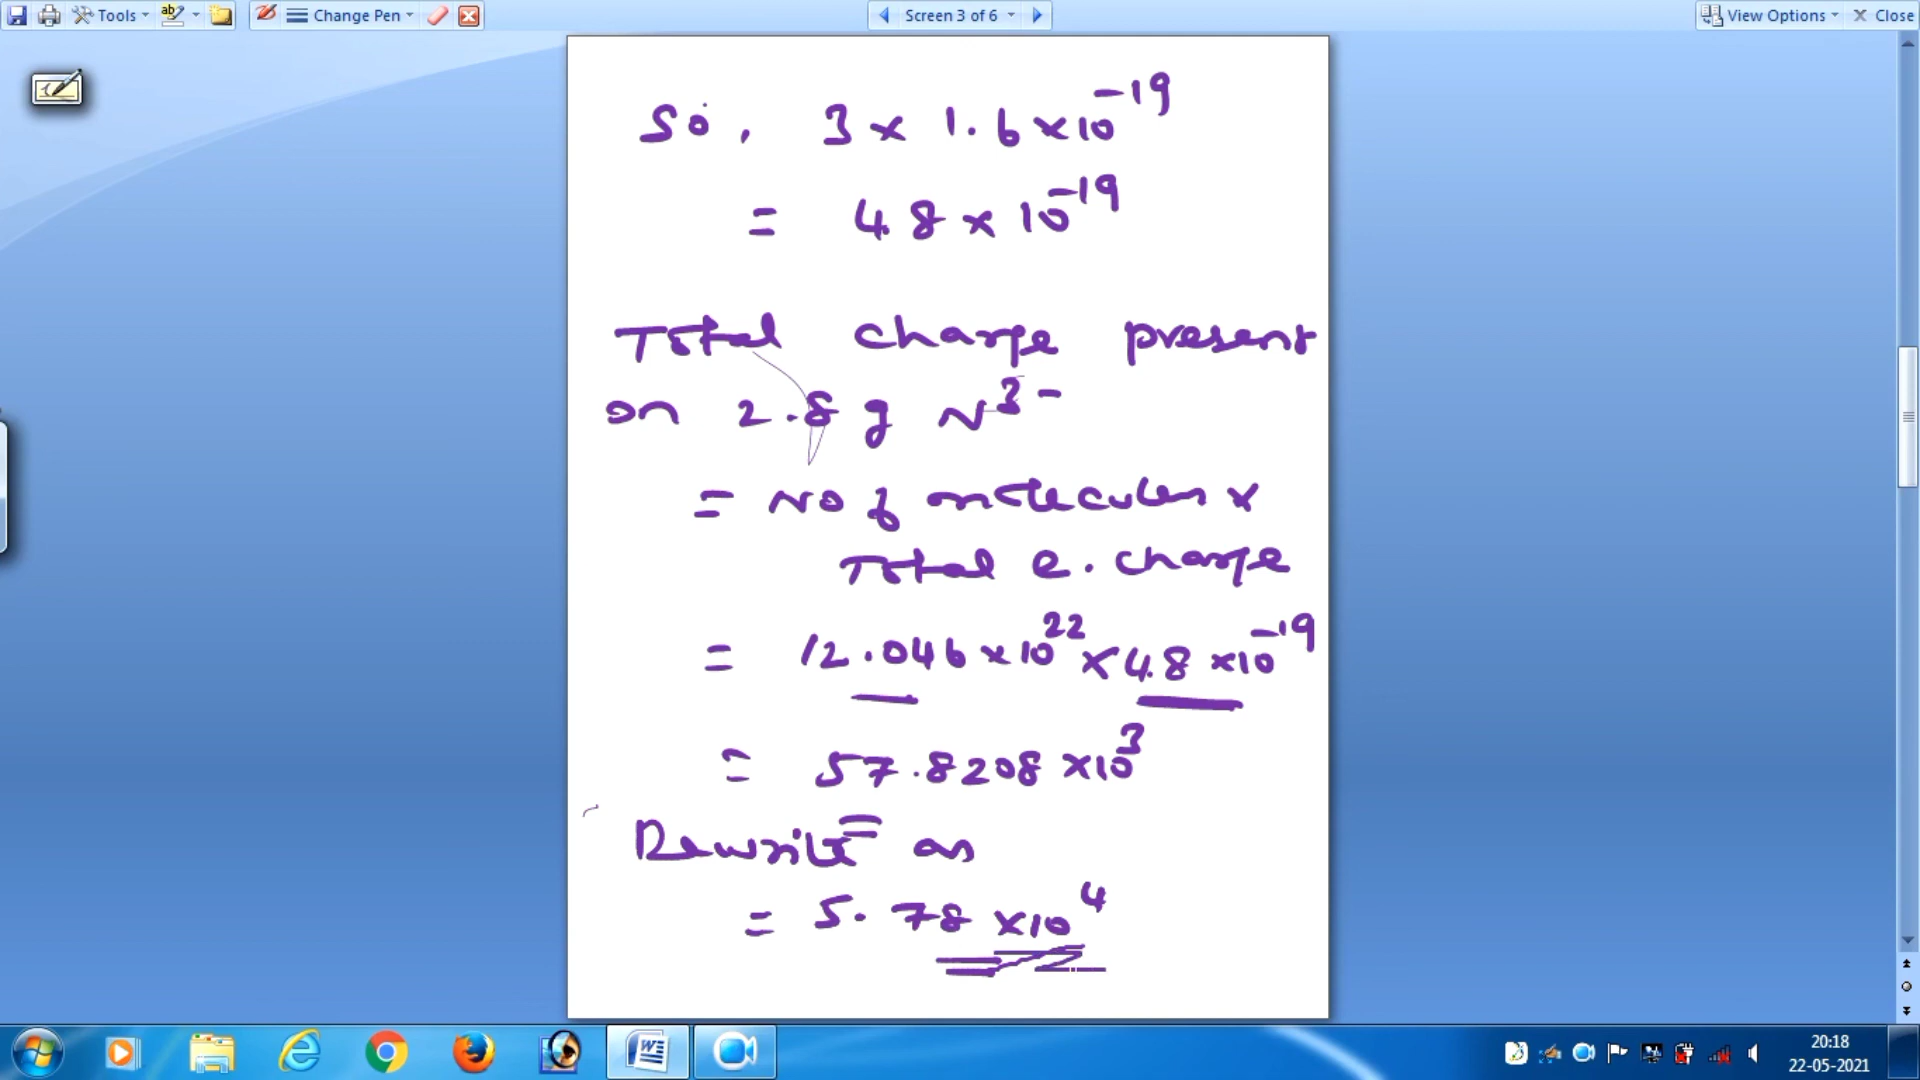 Tools
Change Pen
Screen 3 of 6
View Options
Close
So, 3 × 1.6 × 10⁻¹⁹
= 4.8 × 10⁻¹⁹
Total charge present
on 2.8 g N³⁻
= No of molecules ×
Total e. charge
= 12.046 × 10²² × 4.8 × 10⁻¹⁹
= 57.8208 × 10³
Rewrite as
= 5.78 × 10⁴
20:18
22-05-2021